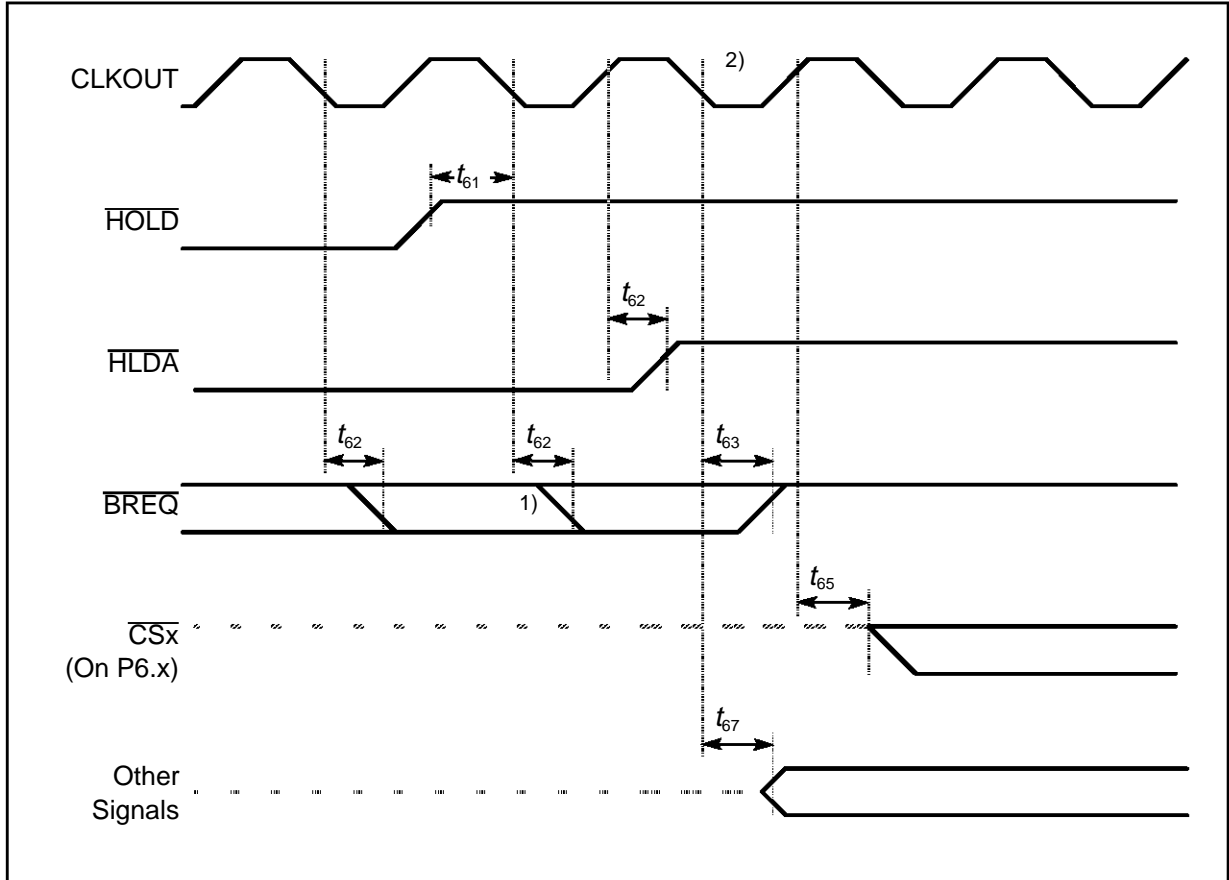 CLKOUT
2)
t61
HOLD
t62
HLDA
t62
t62
t63
BREQ
1)
t65
CSx
(On P6.x)
t67
Other
Signals